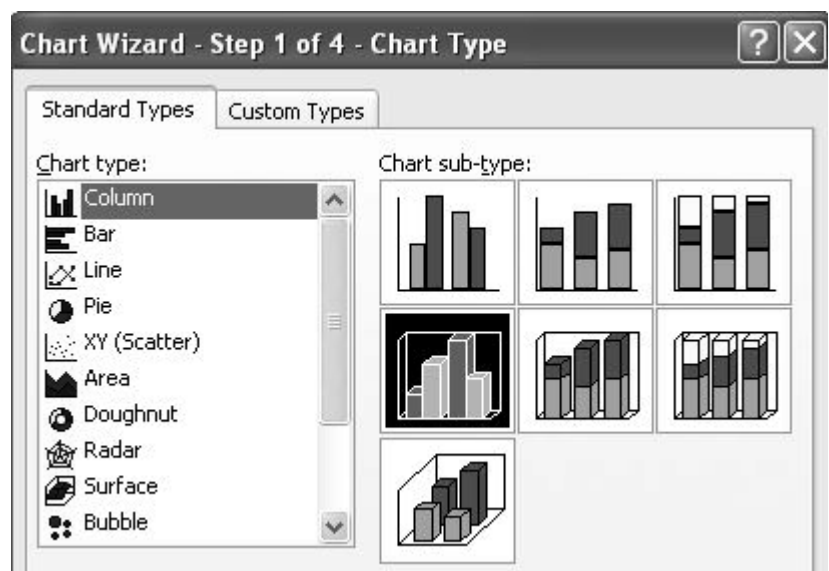 Chart Wizard - Step 1 of 4 - Chart Type
Standard Types
Custom Types
Chart type:
Column
Bar
Line
Pie
XY (Scatter)
Area
Doughnut
Radar
Surface
Bubble
Chart sub-type: